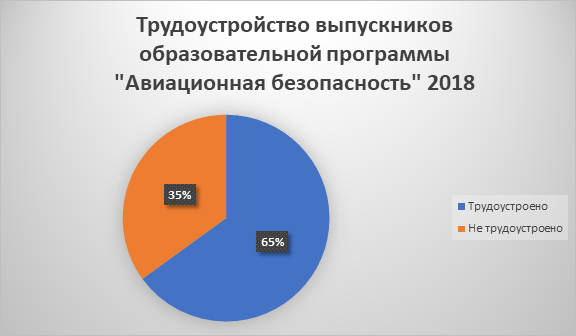 Трудоустройство выпускников
образовательной программы
"Авиационная безопасность" 2018
35%
65%
Трудоустроено
Не трудоустроено